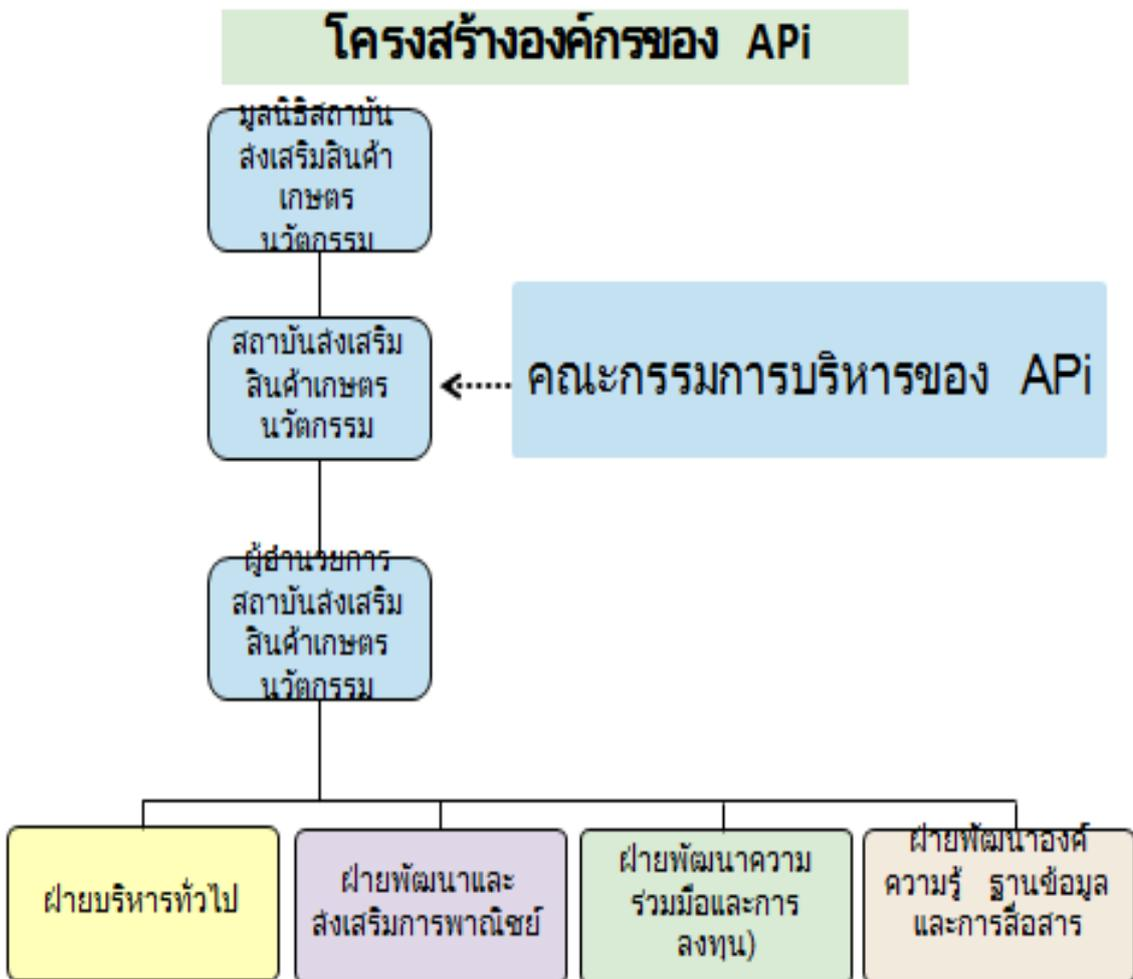 โครงสร้างองค์กรของ APi
มูลนิธิสถาบัน
ส่งเสริมสินค้า
เกษตร
นวัตกรรม
สถาบันส่งเสริม
สินค้าเกษตร
นวัตกรรม
คณะกรรมการบริหารของ APi
ผู้อำนวยการ
สถาบันส่งเสริม
สินค้าเกษตร
นวัตกรรม
ฝ่ายบริหารทั่วไป
ฝ่ายพัฒนาและ
ส่งเสริมการพาณิชย์
ฝ่ายพัฒนาความ
ร่วมมือและการ
ลงทุน)
ฝ่ายพัฒนาองค์
ความรู้ ฐานข้อมูล
และการสื่อสาร